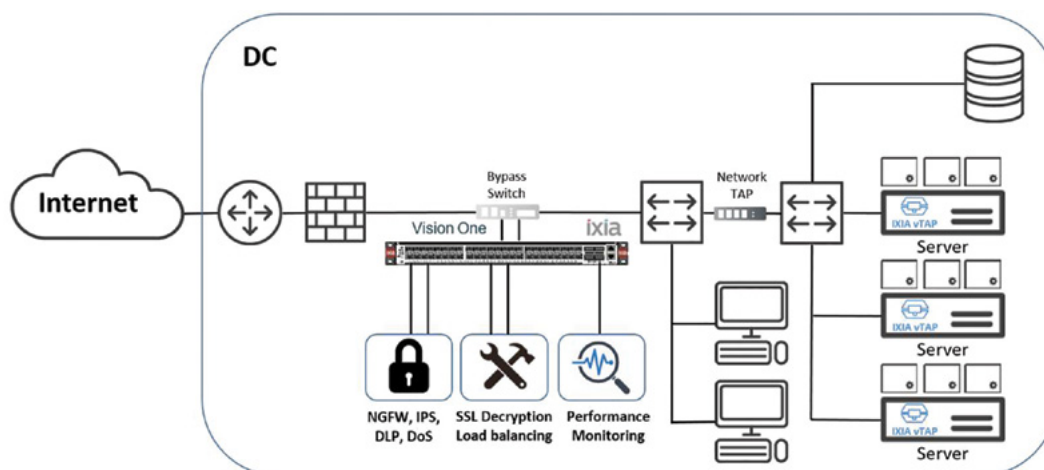 DC
Internet
Bypass
Switch
Network
TAP
Vision One
ixia
IXIA vTAP
Server
IXIA vTAP
Server
IXIA vTAP
Server
NGFW, IPS,
DLP, DoS
SSL Decryption
Load balancing
Performance
Monitoring